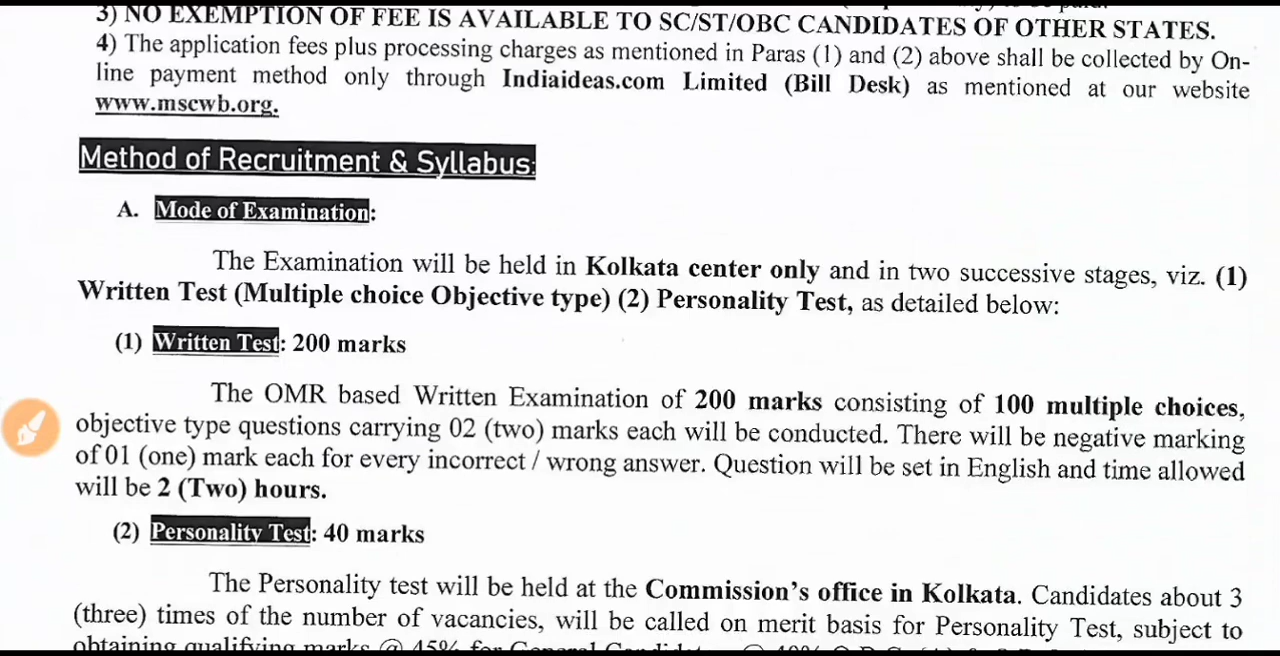 3) NO EXEMPTION OF FEE IS AVAILABLE TO SC/ST/OBC CANDIDATES OF OTHER STATES.
4) The application fees plus processing charges as mentioned in Paras (1) and (2) above shall be collected by On-
line payment method only through Indiaideas.com Limited (Bill Desk) as mentioned at our website
www.mscwb.org.
Method of Recruitment & Syllabus:
A. Mode of Examination:
The Examination will be held in Kolkata center only and in two successive stages, viz. (1)
Written Test (Multiple choice Objective type) (2) Personality Test, as detailed below:
(1) Written Test: 200 marks
The OMR based Written Examination of 200 marks consisting of 100 multiple choices,
objective type questions carrying 02 (two) marks each will be conducted. There will be negative marking
of 01 (one) mark each for every incorrect / wrong answer. Question will be set in English and time allowed
will be 2 (Two) hours.
(2) Personality Test: 40 marks
The Personality test will be held at the Commission's office in Kolkata. Candidates about 3
(three) times of the number of vacancies, will be called on merit basis for Personality Test, subject to
obtaining qualifying marks @ 45% for General